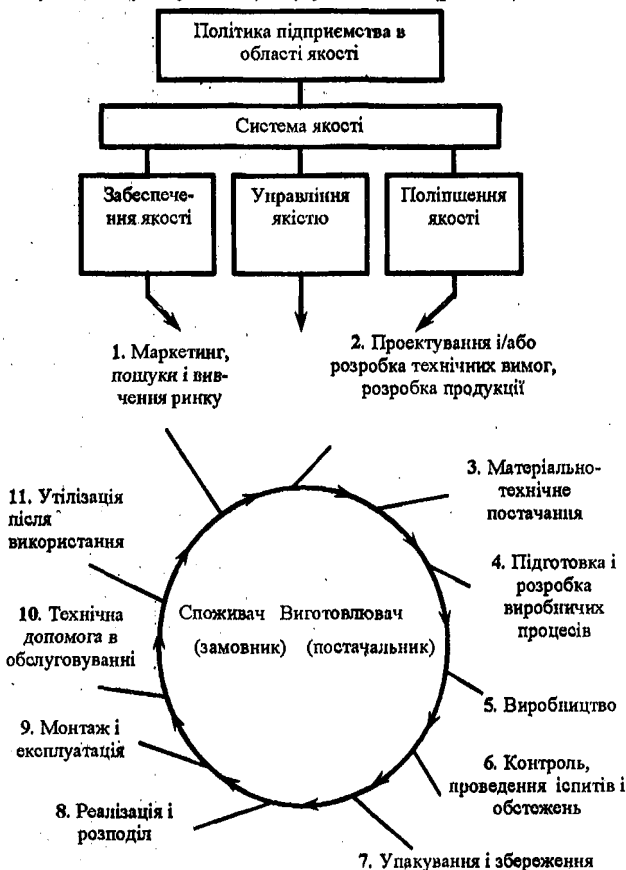 Політика підприємства в
області якості
Система якості
Забеспече-
ння якості
Управління
якістю
Поліпшення
якості
1. Маркетинг,
пошуки і вив-
чення ринку
2. Проектування і/або
розробка технічних вимог,
розробка продукції
3. Матеріально-
технічне
постачання
4. Підготовка і
розробка
виробничих
процесів
5. Виробництво
6. Контроль,
проведення іспитів і
обстежень
7. Упакування і збереження
8. Реалізація і
розподіл
9. Монтаж і
експлуатація
10. Технічна
допомога в
обслуговуванні
11. Утілізація
після
використання
Споживач Виготовлювач
(замовник) (постачальник)